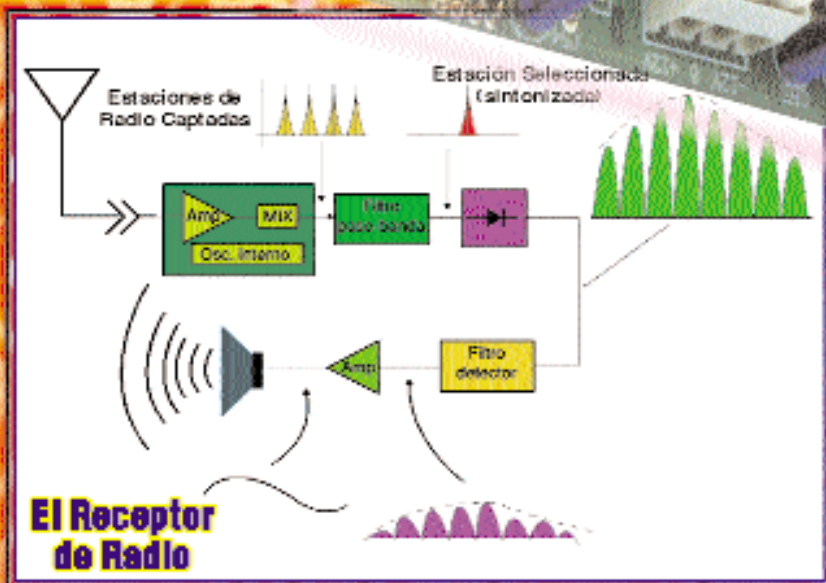 Estaciones de
Radio Captadas
Estación Seleccionada
(sintonizada)
Amp
MIX
Osc. Interno
Filtro
paso-banda
Amp
Filtro
detector
El Receptor
de Radio